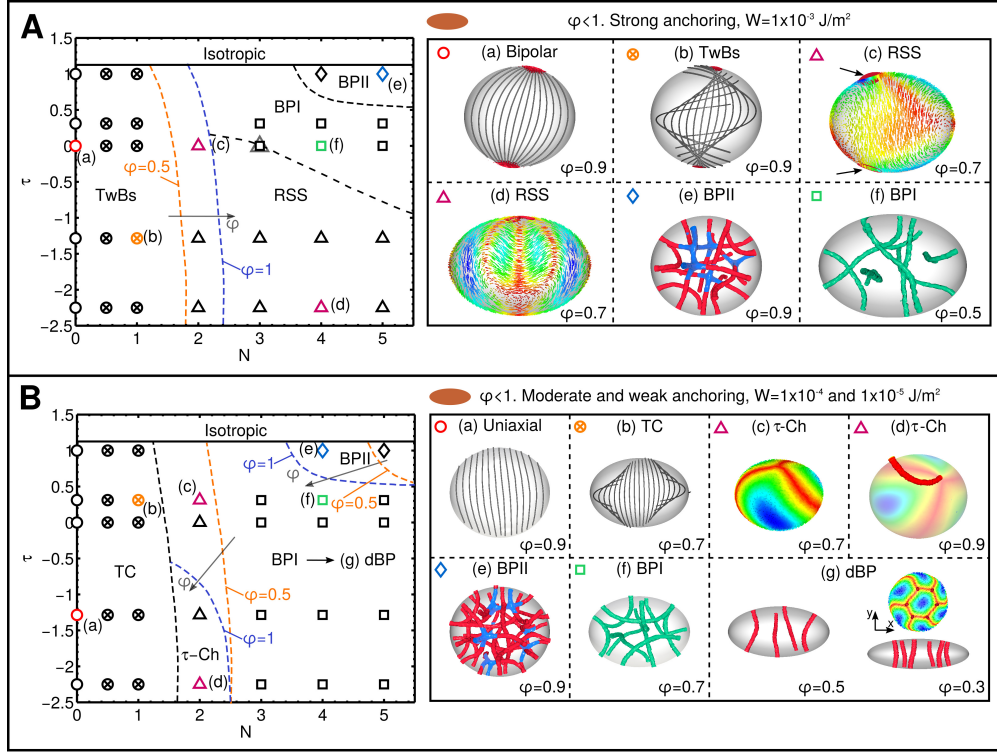 A
φ<1. Strong anchoring, W=1x10⁻³ J/m²
1.5
1
0.5
0
−0.5
−1
−1.5
−2
−2.5
τ
0 1 2 3 4 5
N
Isotropic
BPII
(e)
BPI
(a)
(c)
(f)
φ=0.5
TwBs
RSS
φ
(b)
φ=1
(d)
(a) Bipolar
φ=0.9
(b) TwBs
φ=0.9
(c) RSS
φ=0.7
(d) RSS
φ=0.7
(e) BPII
φ=0.9
(f) BPI
φ=0.5
B
φ<1. Moderate and weak anchoring, W=1x10⁻⁴ and 1x10⁻⁵ J/m²
1.5
1
0.5
0
−0.5
−1
−1.5
−2
−2.5
τ
0 1 2 3 4 5
N
Isotropic
φ=1
(e)
BPII
φ
(c)
(b)
(f)
φ=0.5
TC
BPI → (g) dBP
φ
φ=0.5
(a)
φ=1
τ−Ch
(d)
(a) Uniaxial
φ=0.9
(b) TC
φ=0.7
(c) τ-Ch
φ=0.7
(d)τ-Ch
φ=0.9
(e) BPII
φ=0.9
(f) BPI
φ=0.7
φ=0.5
(g) dBP
y
x
φ=0.3